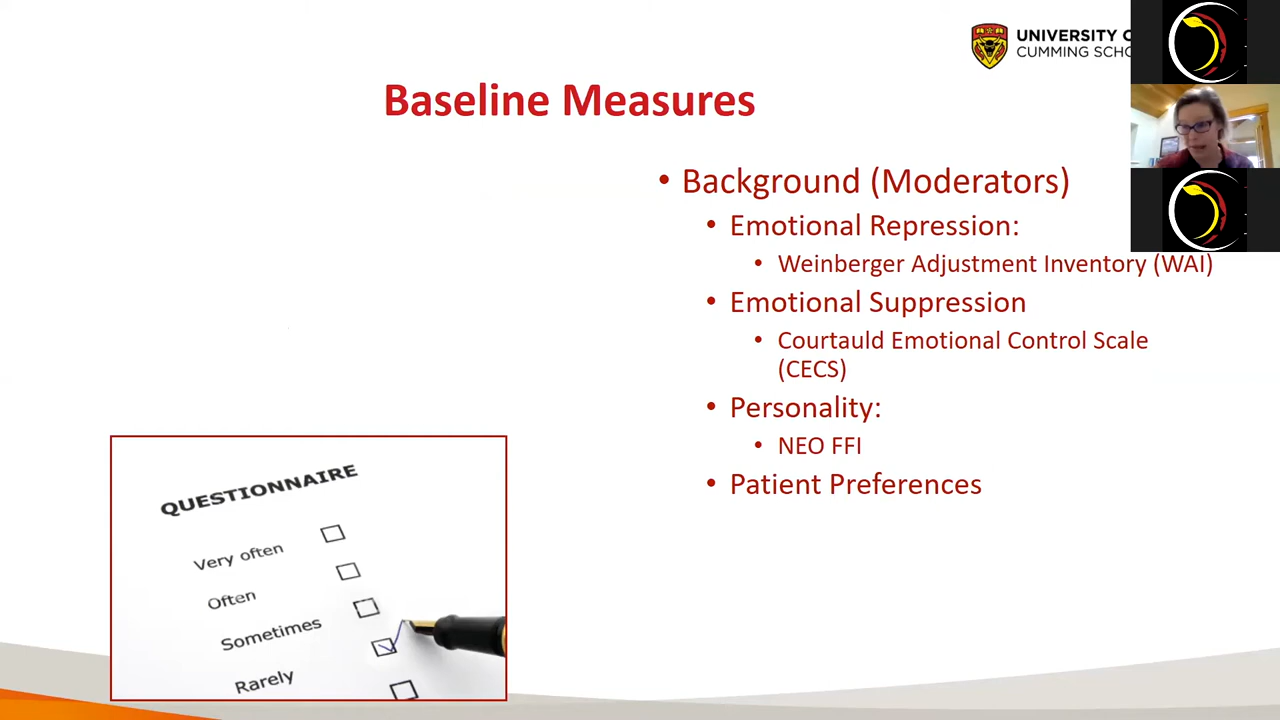 UNIVERSITY
CUMMING
Baseline Measures
• Background (Moderators)
• Emotional Repression:
• Weinberger Adjustment Inventory (WAI)
• Emotional Suppression
• Courtauld Emotional Control Scale
(CECS)
• Personality:
• NEO FFI
• Patient Preferences
QUESTIONNAIRE
Very often
Often
Sometimes
Rarely